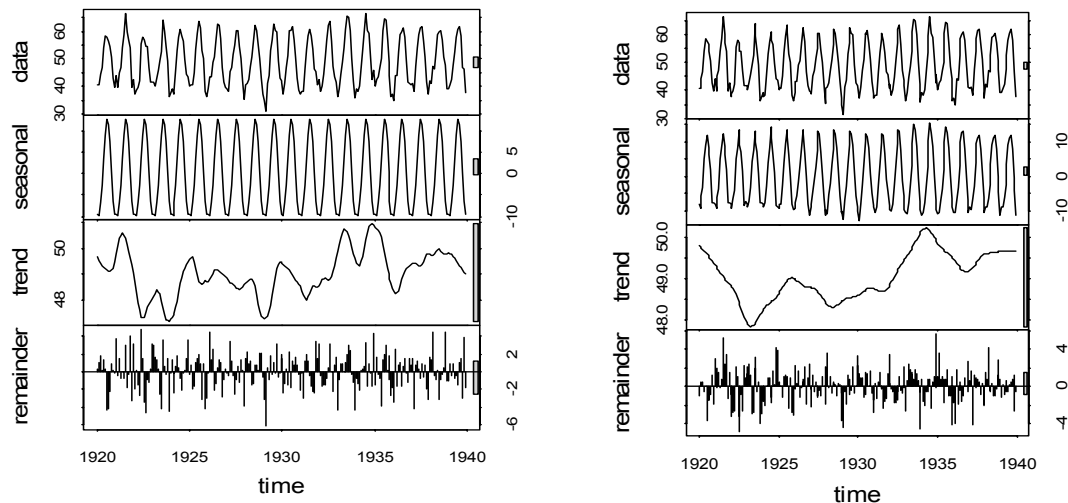 data
30 40 50 60
seasonal
-10 0 5
trend
48 50
remainder
-6 -2 2
1920 1925 1930 1935 1940
time
data
30 40 50 60
seasonal
-10 0 10
trend
48.0 49.0 50.0
remainder
-4 0 4
1920 1925 1930 1935 1940
time